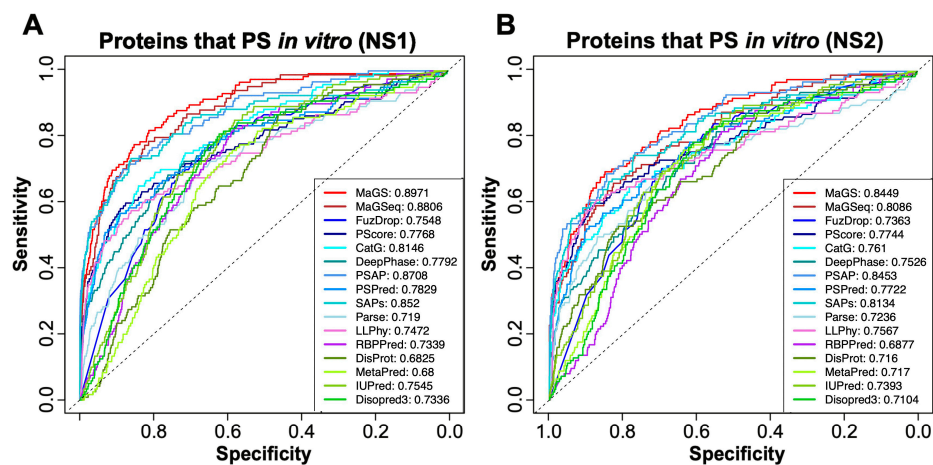 A
Proteins that PS in vitro (NS1)
Sensitivity
1.0
0.8
0.6
0.4
0.2
0.0
MaGS: 0.8971
MaGSeq: 0.8806
FuzDrop: 0.7548
PScore: 0.7768
CatG: 0.8146
DeepPhase: 0.7792
PSAP: 0.8708
PSPred: 0.7829
SAPs: 0.852
Parse: 0.719
LLPhy: 0.7472
RBPPred: 0.7339
DisProt: 0.6825
MetaPred: 0.68
IUPred: 0.7545
Disopred3: 0.7336
0.8 0.6 0.4 0.2 0.0
Specificity
B
Proteins that PS in vitro (NS2)
Sensitivity
1.0
0.8
0.6
0.4
0.2
0.0
MaGS: 0.8449
MaGSeq: 0.8086
FuzDrop: 0.7363
PScore: 0.7744
CatG: 0.761
DeepPhase: 0.7526
PSAP: 0.8453
PSPred: 0.7722
SAPs: 0.8134
Parse: 0.7236
LLPhy: 0.7567
RBPPred: 0.6877
DisProt: 0.716
MetaPred: 0.717
IUPred: 0.7393
Disopred3: 0.7104
1.0 0.8 0.6 0.4 0.2 0.0
Specificity